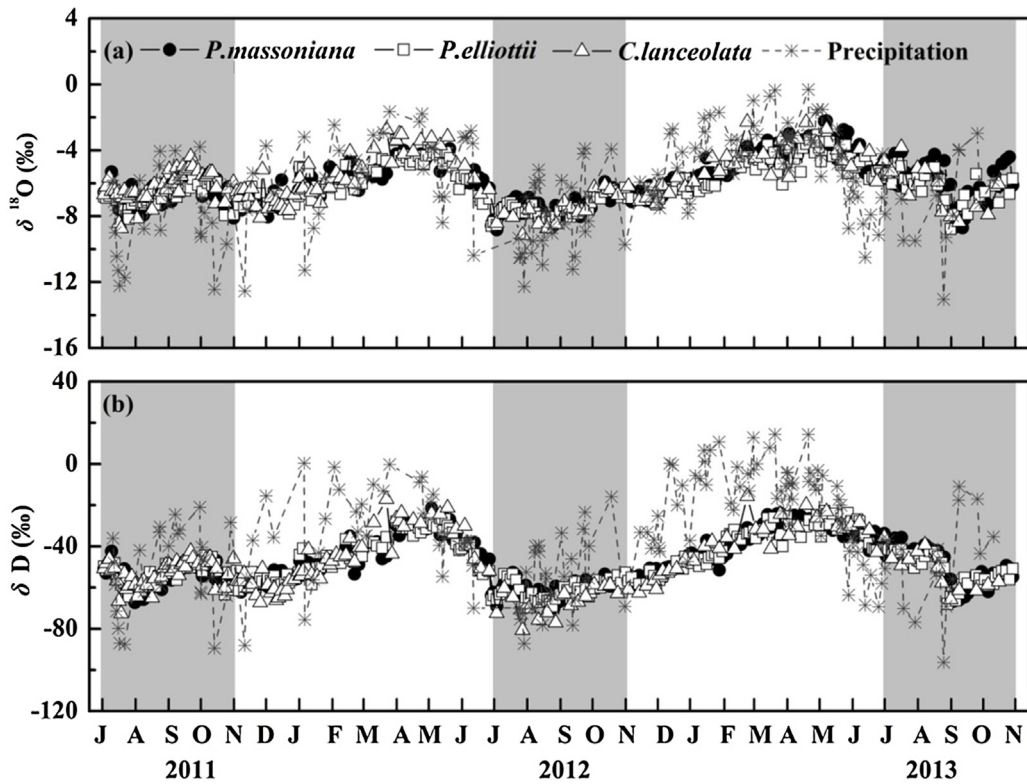 4
(a) P.massoniana P.elliottii C.lanceolata Precipitation
0
-4
-8
-12
-16
δ 18O (‰)
J A S O N D J F M A M J J A S O N D J F M A M J J A S O N
40
(b)
0
-40
-80
-120
δ D (‰)
J A S O N D J F M A M J J A S O N D J F M A M J J A S O N
2011 2012 2013